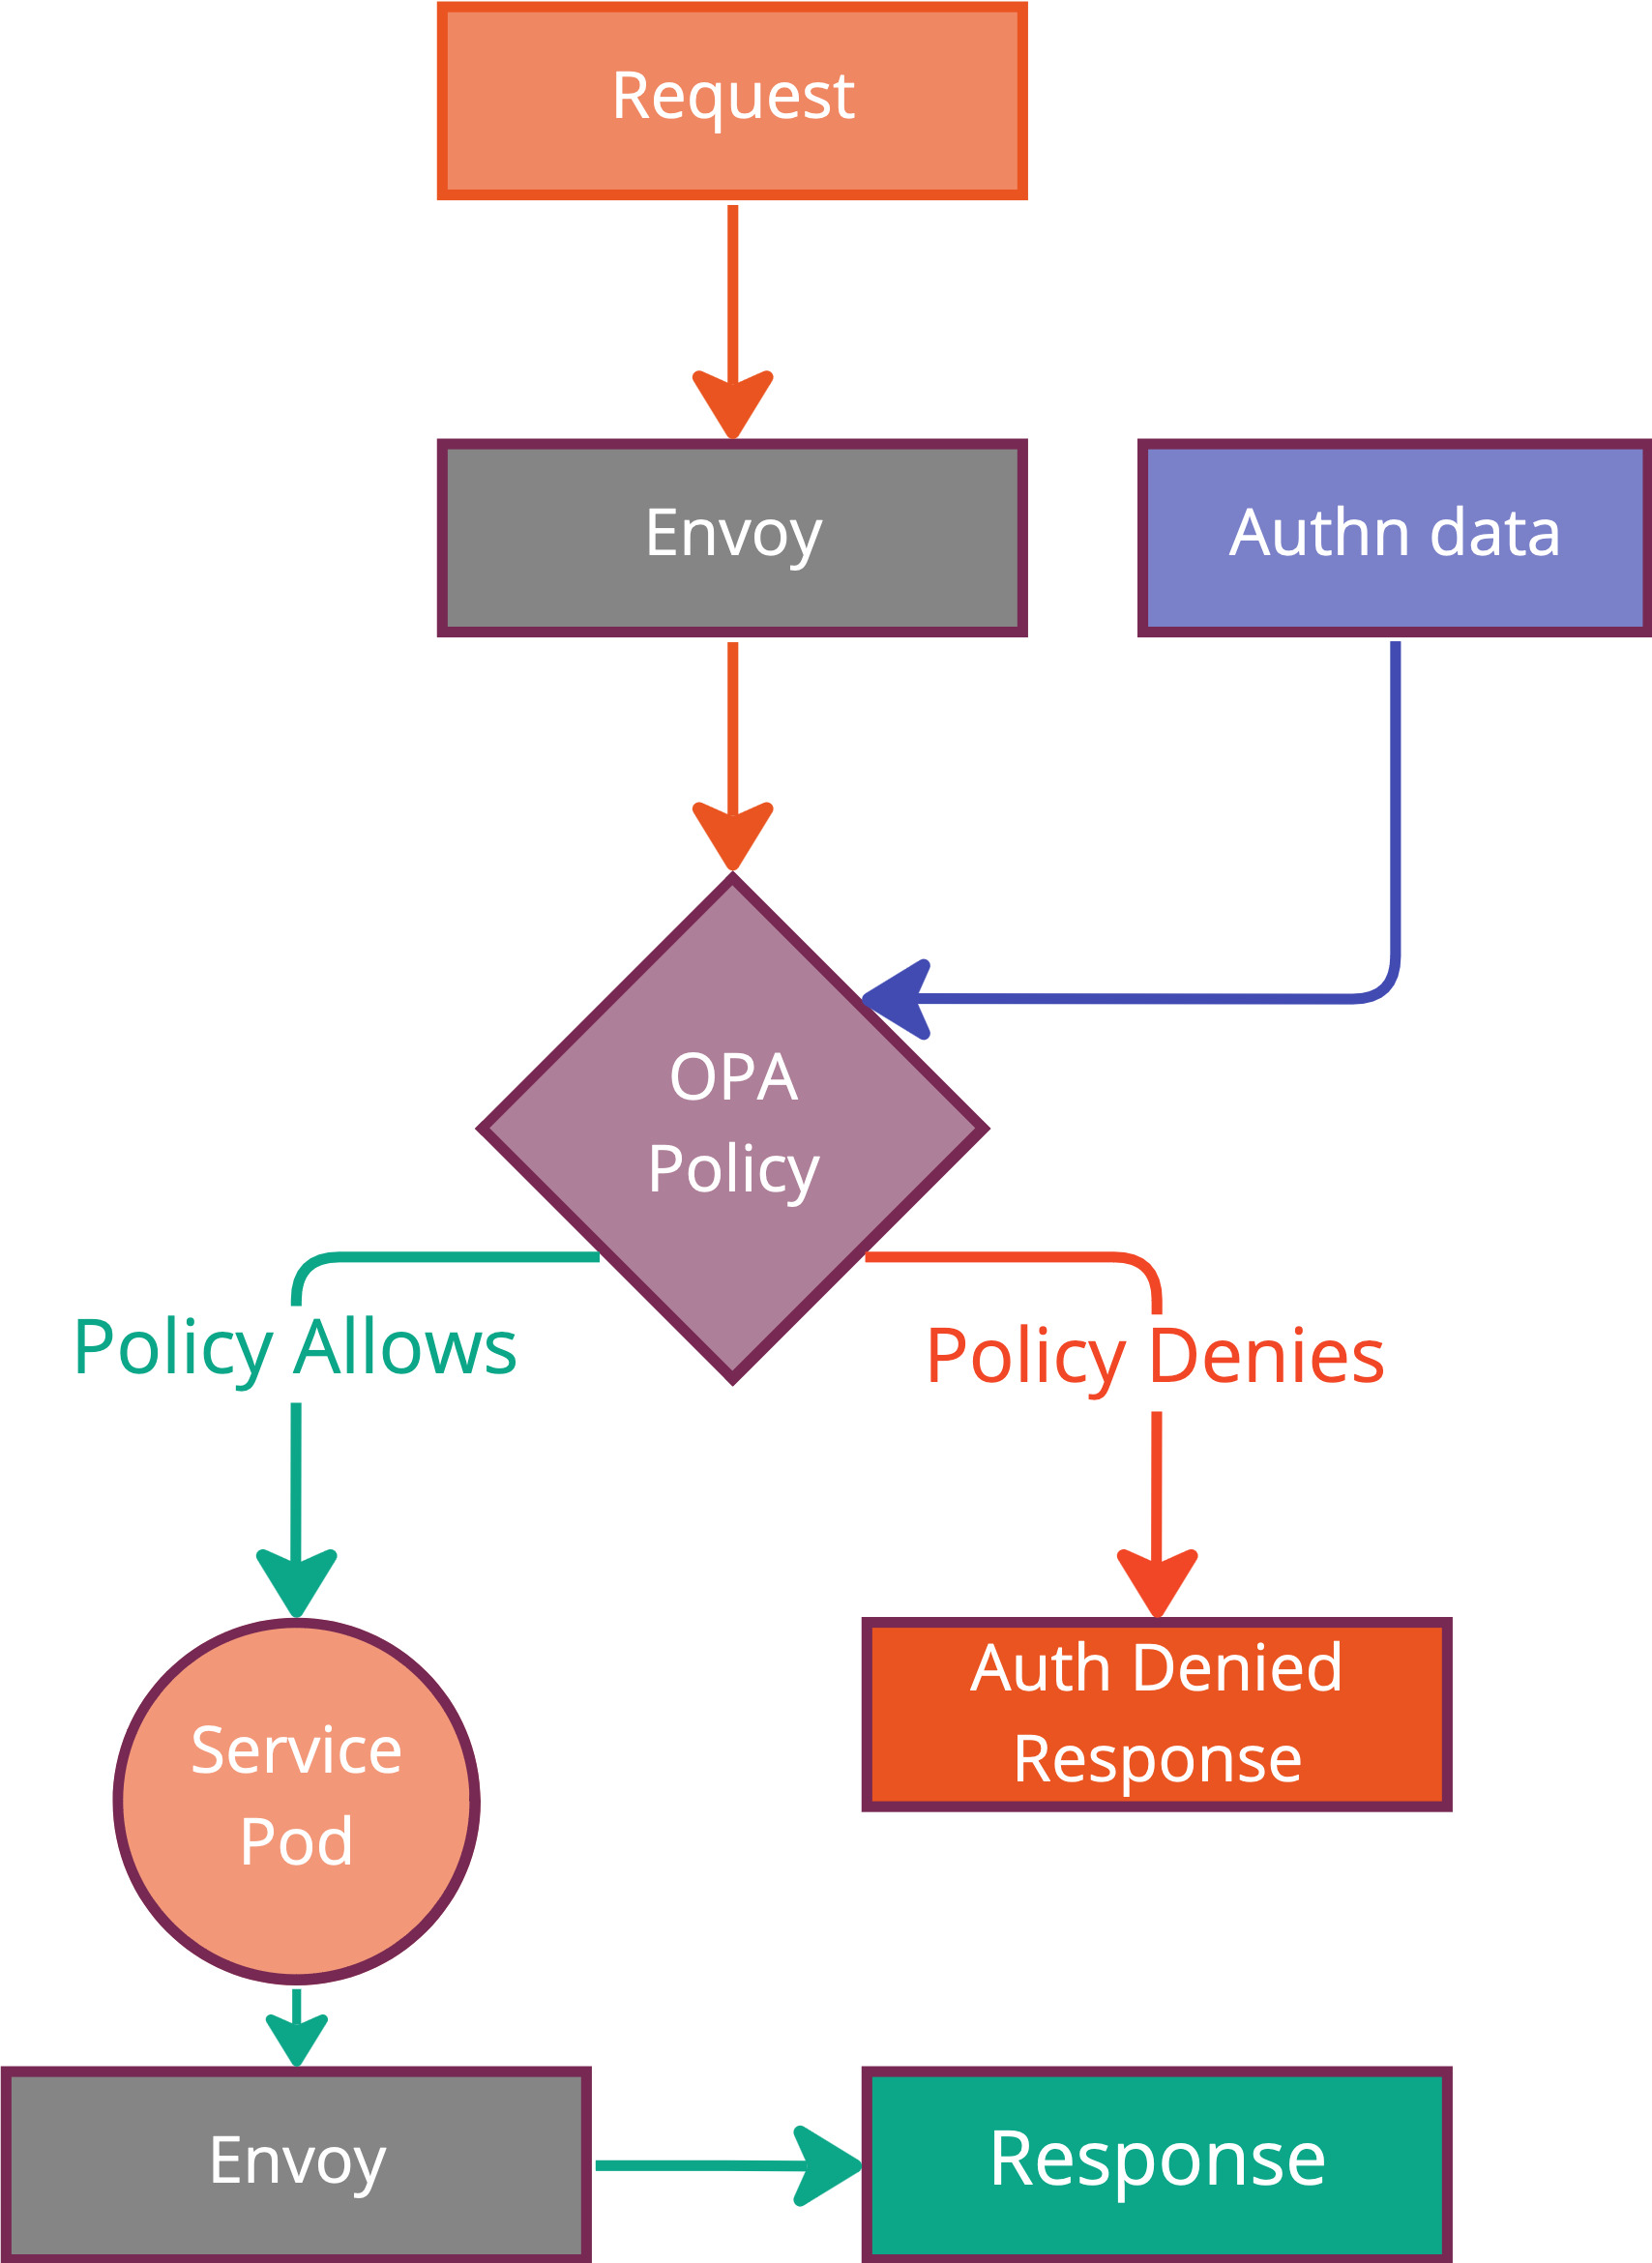 Request
Envoy
Authn data
OPA
Policy
Policy Allows
Policy Denies
Service
Pod
Auth Denied
Response
Envoy
Response